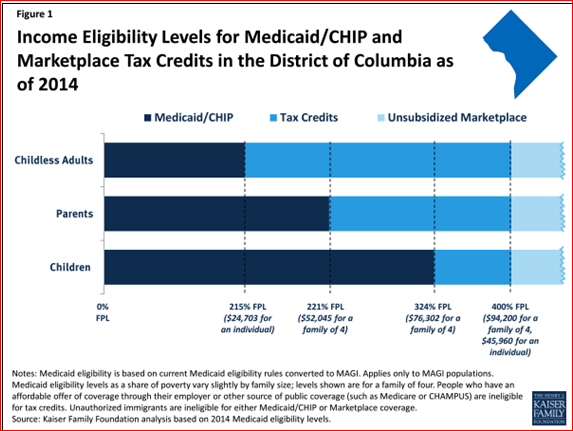 Figure 1
Income Eligibility Levels for Medicaid/CHIP and
Marketplace Tax Credits in the District of Columbia as
of 2014
Medicaid/CHIP Tax Credits Unsubsidized Marketplace
Childless Adults
Parents
Children
0%
FPL
215% FPL
($24,703 for
an individual)
221% FPL
($52,045 for a
family of 4)
324% FPL
($76,302 for a
family of 4)
400% FPL
($94,200 for a
family of 4,
$45,960 for an
individual)
Notes: Medicaid eligibility is based on current Medicaid eligibility rules converted to MAGI. Applies only to MAGI populations.
Medicaid eligibility levels as a share of poverty vary slightly by family size; levels shown are for a family of four. People who have an
affordable offer of coverage through their employer or other source of public coverage (such as Medicare or CHAMPUS) are ineligible
for tax credits. Unauthorized immigrants are ineligible for either Medicaid/CHIP or Marketplace coverage.
Source: Kaiser Family Foundation analysis based on 2014 Medicaid eligibility levels.
THE HENRY J.
KAISER
FAMILY
FOUNDATION